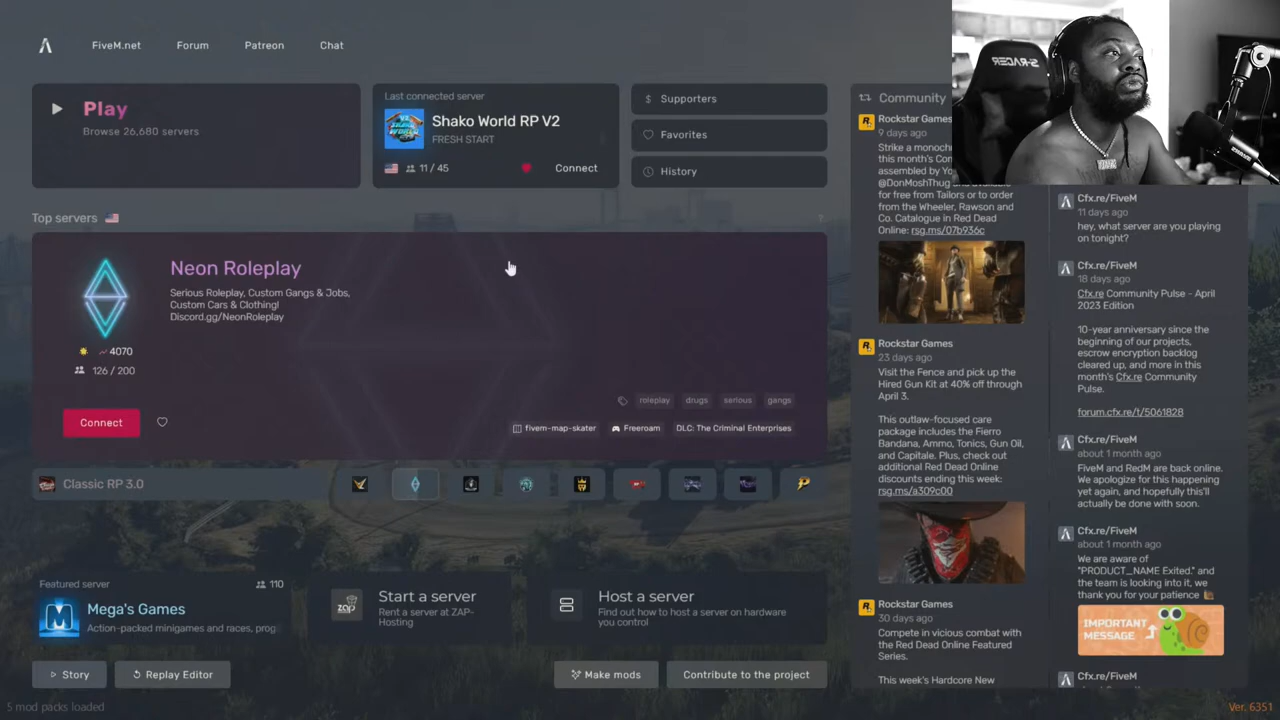 FiveM.net
Forum
Patreon
Chat
Play
Browse 26,680 servers
Last connected server
Shako World RP V2
FRESH START
11 / 45
Connect
Supporters
Favorites
History
Top servers
?
Neon Roleplay
Serious Roleplay, Custom Gangs & Jobs,
Custom Cars & Clothing!
Discord.gg/NeonRoleplay
4070
126 / 200
Connect
roleplay
drugs
serious
gangs
fivem-map-skater
Freeroam
DLC: The Criminal Enterprises
Classic RP 3.0
Featured server
110
Mega's Games
Action-packed minigames and races, prog
Start a server
Rent a server at ZAP-
Hosting
Host a server
Find out how to host a server on hardware
you control
Story
Replay Editor
Make mods
Contribute to the project
5 mod packs loaded
Ver. 6351
Community
Rockstar Games
9 days ago
Strike a monoch
this month's Con
assembled by Yo
@DonMoshThug
for free from Tailors or to order
from the Wheeler, Rawson and
Co. Catalogue in Red Dead
Online: rsg.ms/07b936c
Rockstar Games
23 days ago
Visit the Fence and pick up the
Hired Gun Kit at 40% off through
April 3.
This outlaw-focused care
package includes the Fierro
Bandana, Ammo, Tonics, Gun Oil,
and Capitale. Plus, check out
additional Red Dead Online
discounts ending this week:
rsg.ms/a309c00
Rockstar Games
30 days ago
Compete in vicious combat with
the Red Dead Online Featured
Series.
This week's Hardcore New
Cfx.re/FiveM
11 days ago
hey, what server are you playing
on tonight?
Cfx.re/FiveM
18 days ago
Cfx.re Community Pulse - April
2023 Edition
10-year anniversary since the
beginning of our projects,
escrow encryption backlog
cleared up, and more in this
month's Cfx.re Community
Pulse.
forum.cfx.re/t/5061828
Cfx.re/FiveM
about 1 month ago
FiveM and RedM are back online.
We apologize for this happening
yet again, and hopefully this'll
actually be done with soon.
Cfx.re/FiveM
about 1 month ago
We are aware of
"PRODUCT_NAME Exited." and
the team is looking into it, we
thank you for your patience
IMPORTANT
MESSAGE
Cfx.re/FiveM
S-RACER